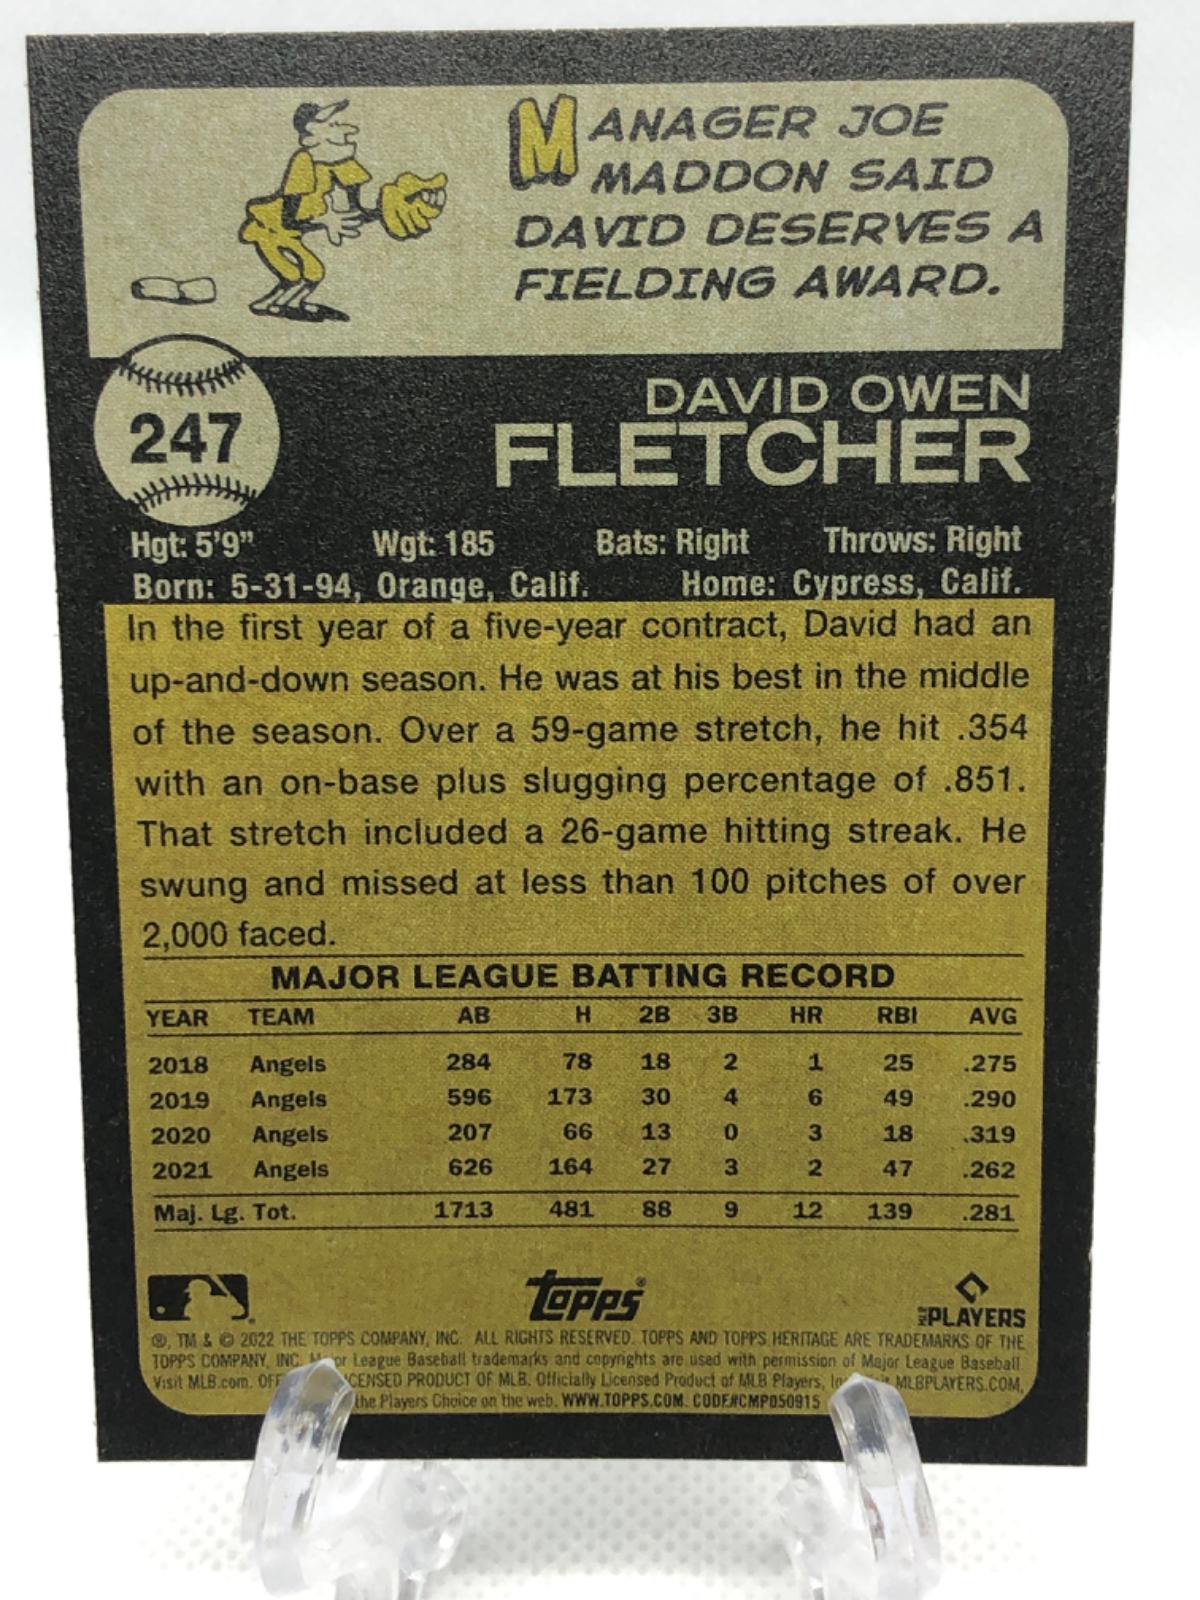 MANAGER JOE
MADDON SAID
DAVID DESERVES A
FIELDING AWARD.
247
DAVID OWEN
FLETCHER
Hgt: 5'9" Wgt: 185 Bats: Right Throws: Right
Born: 5-31-94, Orange, Calif. Home: Cypress, Calif.
In the first year of a five-year contract, David had an
up-and-down season. He was at his best in the middle
of the season. Over a 59-game stretch, he hit .354
with an on-base plus slugging percentage of .851.
That stretch included a 26-game hitting streak. He
swung and missed at less than 100 pitches of over
2,000 faced.
MAJOR LEAGUE BATTING RECORD
YEAR TEAM AB H 2B 3B HR RBI AVG
2018 Angels 284 78 18 2 1 25 .275
2019 Angels 596 173 30 4 6 49 .290
2020 Angels 207 66 13 0 3 18 .319
2021 Angels 626 164 27 3 2 47 .262
Maj. Lg. Tot. 1713 481 88 9 12 139 .281
Topps®
MLB PLAYERS
®, TM & © 2022 THE TOPPS COMPANY, INC. ALL RIGHTS RESERVED. TOPPS AND TOPPS HERITAGE ARE TRADEMARKS OF THE
TOPPS COMPANY, INC. League Baseball trademarks and copyrights are used with permission of Major League Baseball
Visit MLB.com. PRODUCT OF MLB. Officially Licensed Product of MLB Players, MLBPLAYERS.COM,
the Players Choice on the web. WWW.TOPPS.COM. CODE#CMP050915